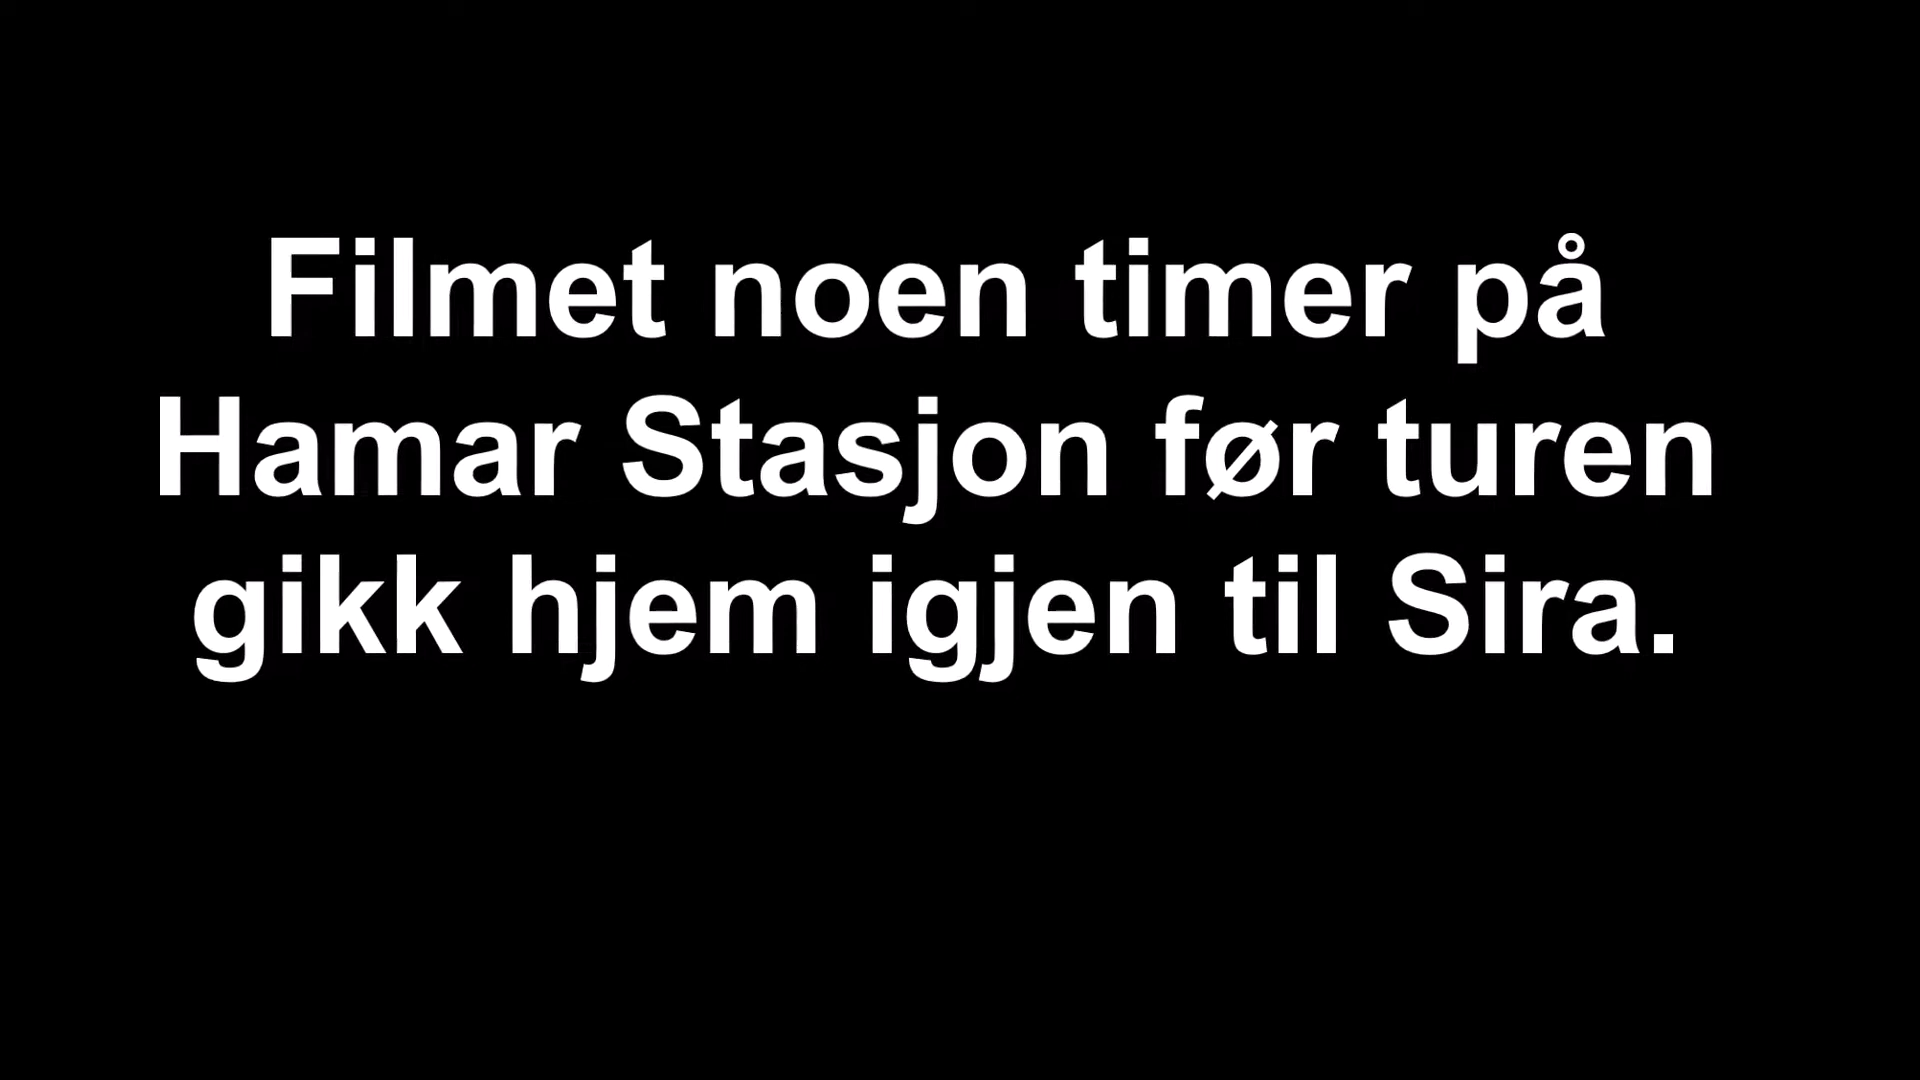 Filmet noen timer på
Hamar Stasjon før turen
gikk hjem igjen til Sira.